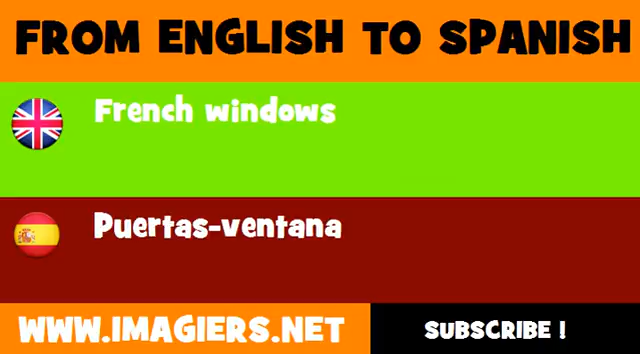 FROM ENGLISH TO SPANISH
French windows
Puertas-ventana
WWW.IMAGIERS.NET
SUBSCRIBE !